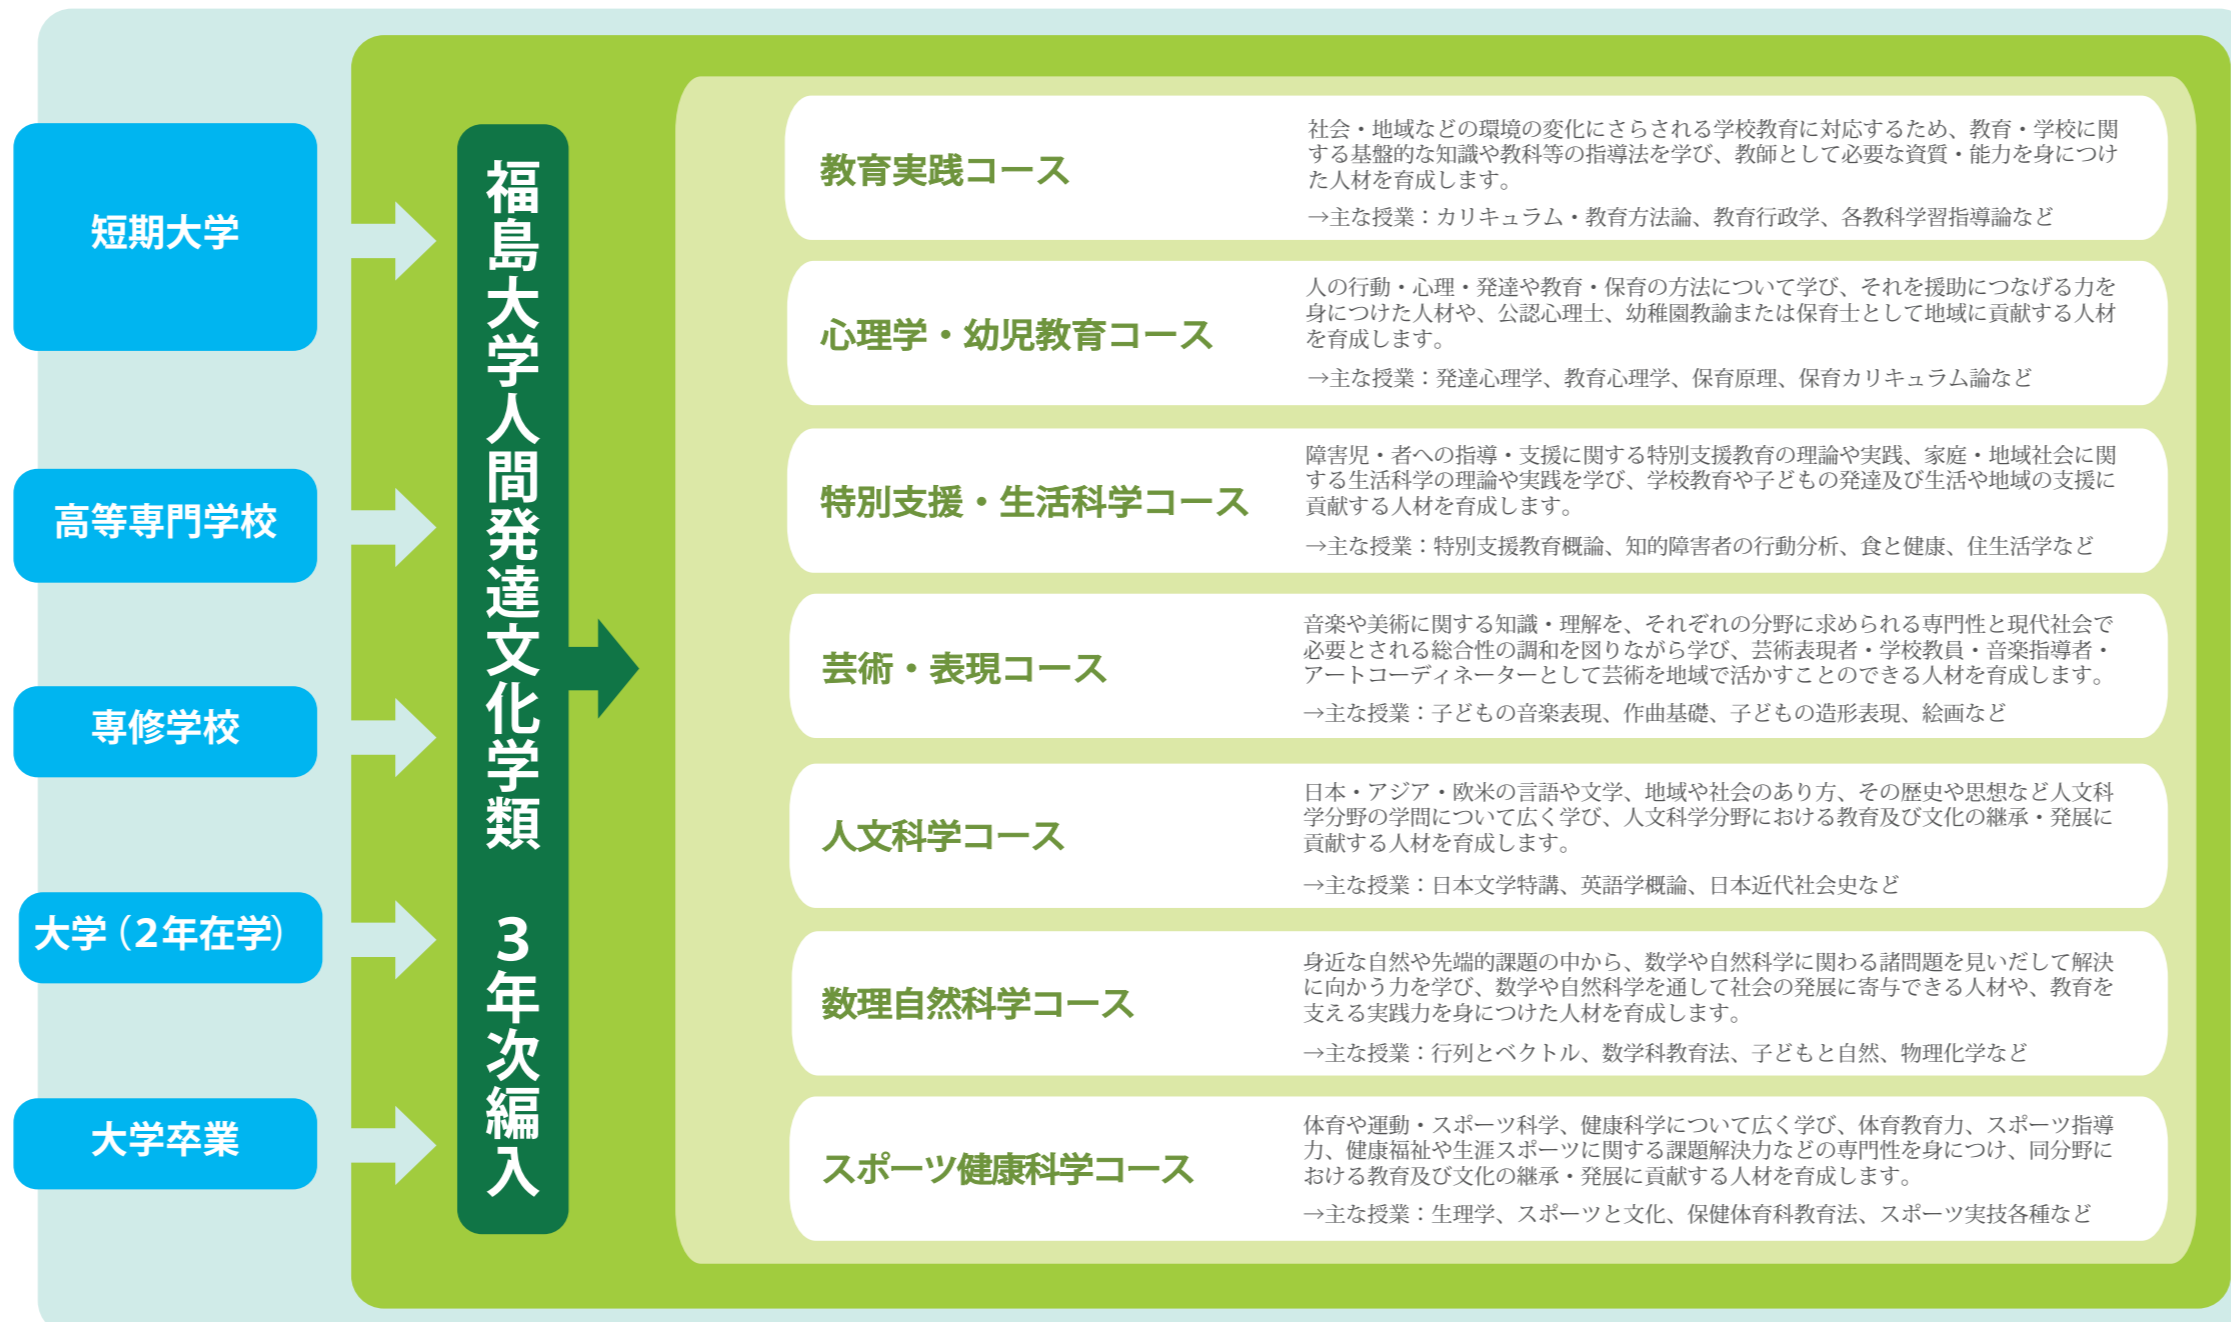 短期大学
高等専門学校
専修学校
大学（2年在学）
大学卒業
福島大学人間発達文化学類　3年次編入
教育実践コース
社会・地域などの環境の変化にさらされる学校教育に対応するため、教育・学校に関
する基盤的な知識や教科等の指導法を学び、教師として必要な資質・能力を身につけ
た人材を育成します。
→主な授業：カリキュラム・教育方法論、教育行政学、各教科学習指導論など
心理学・幼児教育コース
人の行動・心理・発達や教育・保育の方法について学び、それを援助につなげる力を
身につけた人材や、公認心理士、幼稚園教諭または保育士として地域に貢献する人材
を育成します。
→主な授業：発達心理学、教育心理学、保育原理、保育カリキュラム論など
特別支援・生活科学コース
障害児・者への指導・支援に関する特別支援教育の理論や実践、家庭・地域社会に関
する生活科学の理論や実践を学び、学校教育や子どもの発達及び生活や地域の支援に
貢献する人材を育成します。
→主な授業：特別支援教育概論、知的障害者の行動分析、食と健康、住生活学など
芸術・表現コース
音楽や美術に関する知識・理解を、それぞれの分野に求められる専門性と現代社会で
必要とされる総合性の調和を図りながら学び、芸術表現者・学校教員・音楽指導者・
アートコーディネーターとして芸術を地域で活かすことのできる人材を育成します。
→主な授業：子どもの音楽表現、作曲基礎、子どもの造形表現、絵画など
人文科学コース
日本・アジア・欧米の言語や文学、地域や社会のあり方、その歴史や思想など人文科
学分野の学問について広く学び、人文科学分野における教育及び文化の継承・発展に
貢献する人材を育成します。
→主な授業：日本文学特講、英語学概論、日本近代社会史など
数理自然科学コース
身近な自然や先端的課題の中から、数学や自然科学に関わる諸問題を見いだして解決
に向かう力を学び、数学や自然科学を通して社会の発展に寄与できる人材や、教育を
支える実践力を身につけた人材を育成します。
→主な授業：行列とベクトル、数学科教育法、子どもと自然、物理化学など
スポーツ健康科学コース
体育や運動・スポーツ科学、健康科学について広く学び、体育教育力、スポーツ指導
力、健康福祉や生涯スポーツに関する課題解決力などの専門性を身につけ、同分野に
おける教育及び文化の継承・発展に貢献する人材を育成します。
→主な授業：生理学、スポーツと文化、保健体育科教育法、スポーツ実技各種など